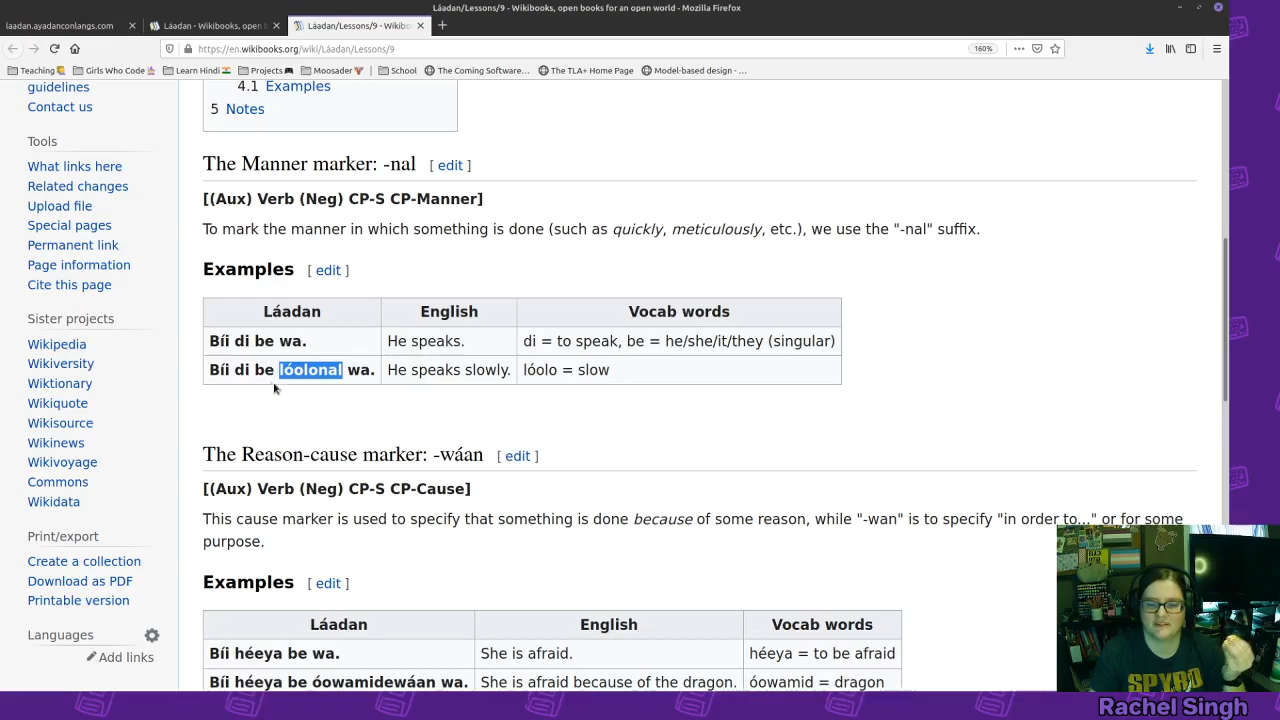 Láadan/Lessons/9 - Wikibooks, open books for an open world - Mozilla Firefox
laadan.ayadanconlangs.com
Láadan - Wikibooks, open b
Láadan/Lessons/9 - Wikibo
https://en.wikibooks.org/wiki/Láadan/Lessons/9
160%
Teaching
Girls Who Code
Learn Hindi
Projects
Moosader
School
The Coming Software...
The TLA+ Home Page
Model-based design - ...
guidelines
Contact us
Tools
What links here
Related changes
Upload file
Special pages
Permanent link
Page information
Cite this page
Sister projects
Wikipedia
Wikiversity
Wiktionary
Wikiquote
Wikisource
Wikinews
Wikivoyage
Commons
Wikidata
Print/export
Create a collection
Download as PDF
Printable version
Languages
Add links
4.1 Examples
5 Notes
The Manner marker: -nal [ edit ]
[(Aux) Verb (Neg) CP-S CP-Manner]
To mark the manner in which something is done (such as quickly, meticulously, etc.), we use the "-nal" suffix.
Examples [ edit ]
Láadan English Vocab words
Bíi di be wa. He speaks. di = to speak, be = he/she/it/they (singular)
Bíi di be lóolonal wa. He speaks slowly. lóolo = slow
The Reason-cause marker: -wáan [ edit ]
[(Aux) Verb (Neg) CP-S CP-Cause]
This cause marker is used to specify that something is done because of some reason, while "-wan" is to specify "in order to..." or for some
purpose.
Examples [ edit ]
Láadan English Vocab words
Bíi héeya be wa. She is afraid. héeya = to be afraid
Bíi héeya be óowamidewáan wa. She is afraid because of the dragon. óowamid = dragon
SPYRO
Rachel Singh